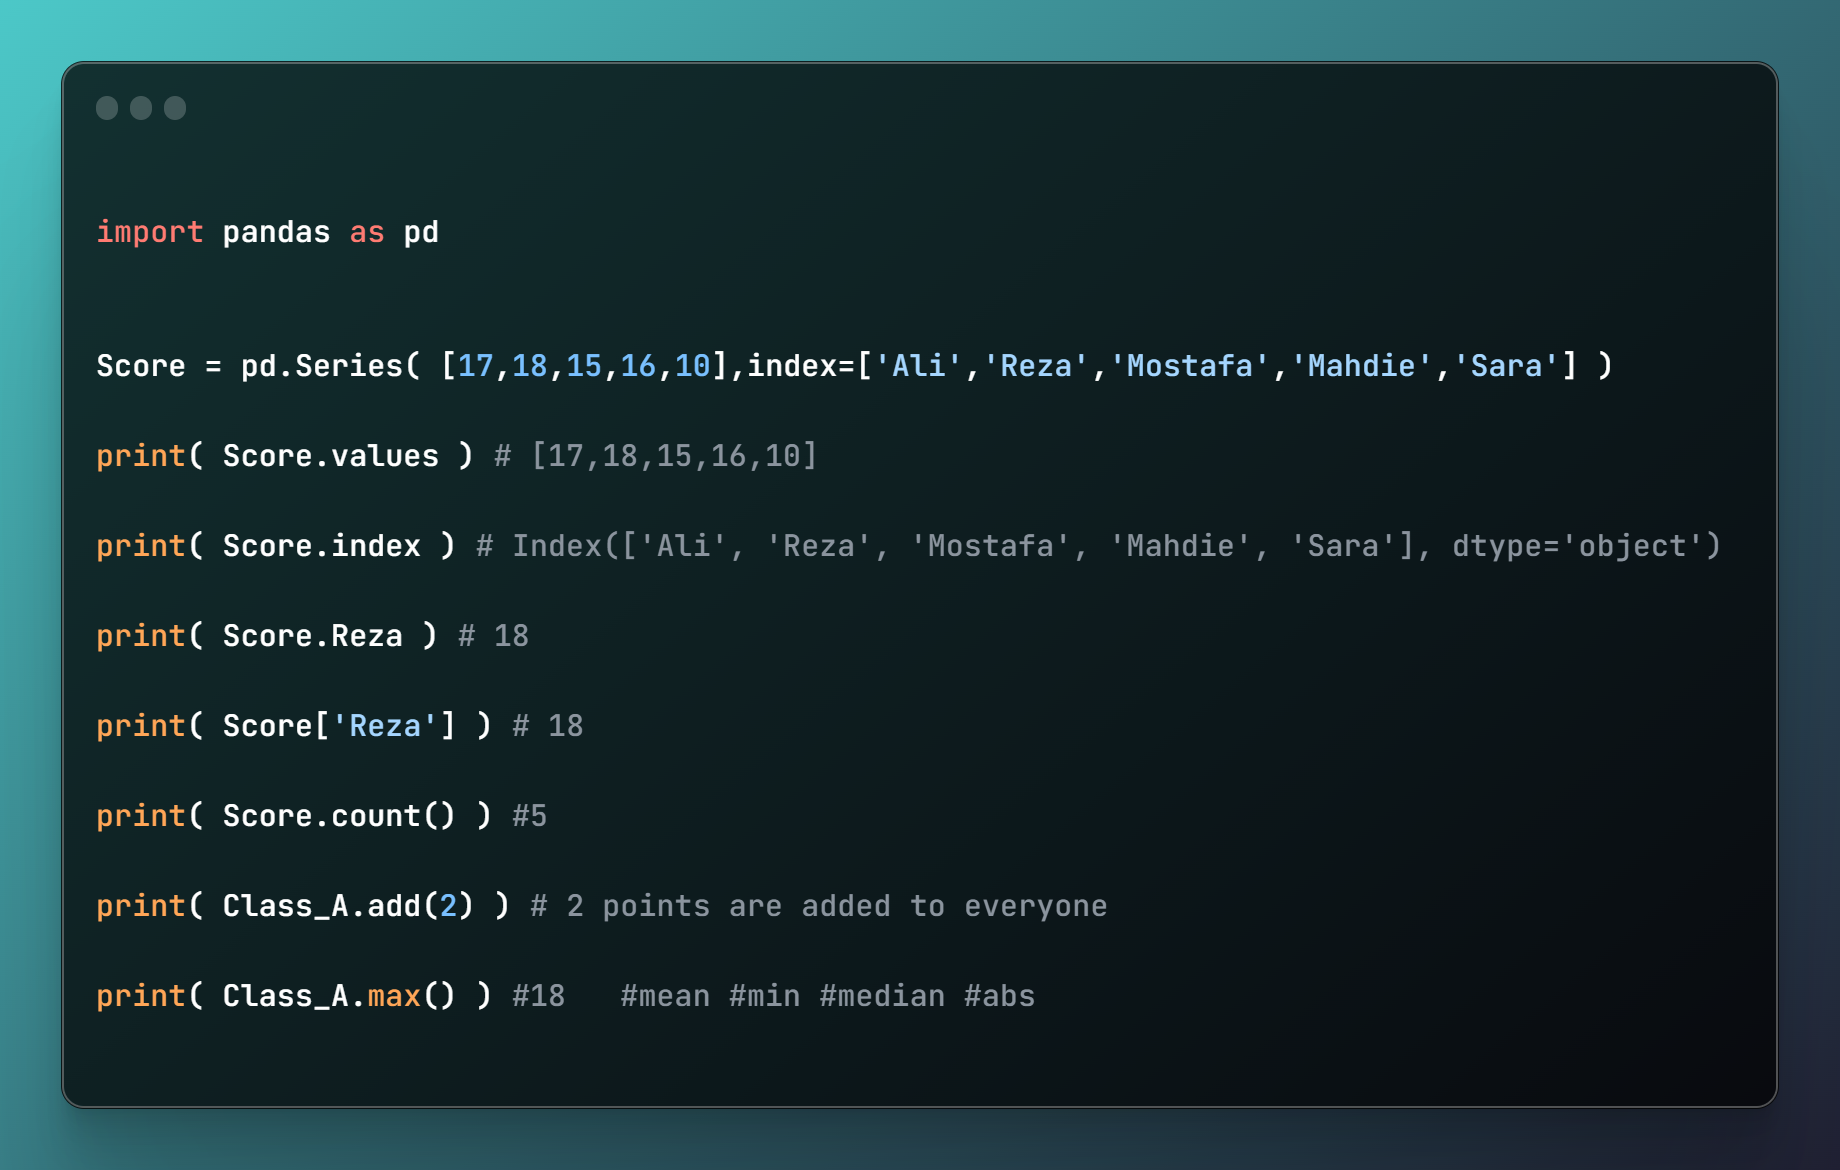 import pandas as pd
Score = pd.Series( [17,18,15,16,10],index=['Ali','Reza','Mostafa','Mahdie','Sara'] )
print( Score.values ) # [17,18,15,16,10]
print( Score.index ) # Index(['Ali', 'Reza', 'Mostafa', 'Mahdie', 'Sara'], dtype='object')
print( Score.Reza ) # 18
print( Score['Reza'] ) # 18
print( Score.count() ) #5
print( Class_A.add(2) ) # 2 points are added to everyone
print( Class_A.max() ) #18   #mean #min #median #abs